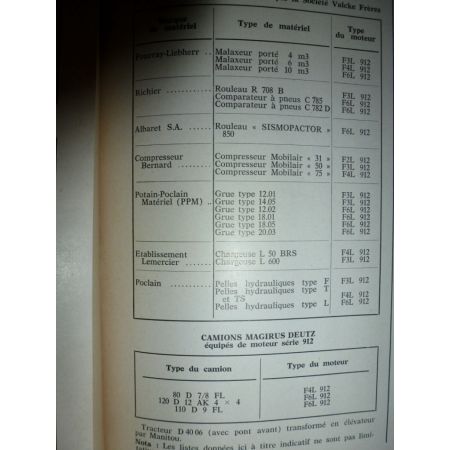 la Société Valcke Frères
de matériel Type de matériel Type du moteur
Pourray-Liebherr .. Malaxeur porté 4 m3 F3L 912
Malaxeur porté 6 m3 F4L 912
Malaxeur porté 10 m3 F6L 912
Richier ............ Rouleau R 708 B F3L 912
Comparateur à pneus C 785 F6L 912
Comparateur à pneus C 782 D F6L 912
Albaret S.A. ....... Rouleau « SISMOPACTOR » F6L 912
850
Compresseur Compresseur Mobilair « 31 » F2L 912
Bernard ............ Compresseur Mobilair « 50 » F3L 912
Compresseur Mobilair « 75 » F4L 912
Potain-Poclain Grue type 12.01 F3L 912
Matériel (PPM) .. Grue type 14.05 F3L 912
Grue type 12.02 F6L 912
Grue type 18.01 F6L 912
Grue type 18.05 F6L 912
Grue type 20.03 F6L 912
Etablissement Chargeuse L 50 BRS F4L 912
Lemercier .......... Chargeuse L 600 F3L 912
Poclain ............ Pelles hydrauliques type F F3L 912
Pelles hydrauliques type T
et TS F4L 912
Pelles hydrauliques type L F6L 912
CAMIONS MAGIRUS DEUTZ
équipés de moteur série 912
Type du camion Type du moteur
80 D 7/8 FL F4L 912
120 D 12 AK 4 × 4 F6L 912
110 D 9 FL F6L 912
Tracteur D 40 06 (avec pont avant) transformé en élévateur
par Manitou.
Nota : Les listes données ici à titre indicatif ne sont pas limi-